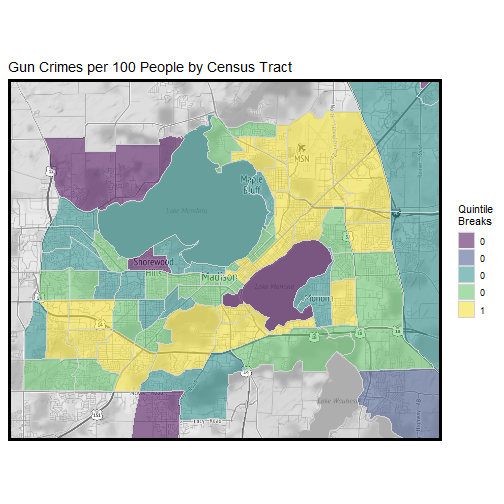 Gun Crimes per 100 People by Census Tract
MSN
Maple
Bluff
Lake Mendota
Shorewood
Hills
Madison
Lake Monona
Monona
Lake Waubesa
Quintile
Breaks
0
0
0
0
1